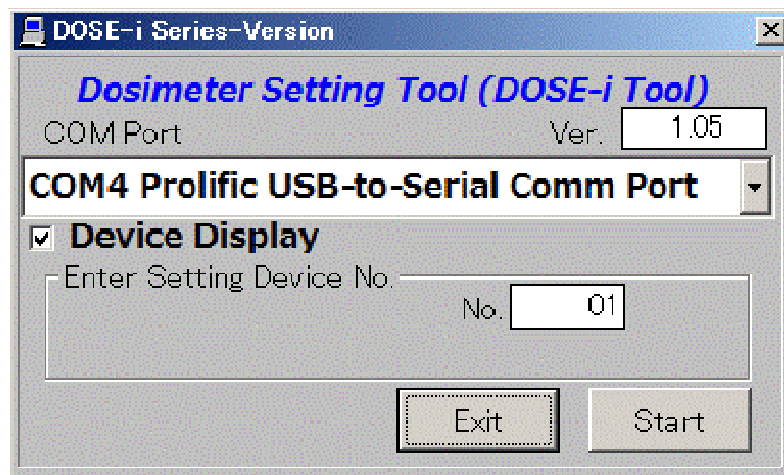 DOSE-i Series-Version
Dosimeter Setting Tool (DOSE-i Tool)
COM Port Ver. 1.05
COM4 Prolific USB-to-Serial Comm Port
Device Display
Enter Setting Device No.
No. 01
Exit Start